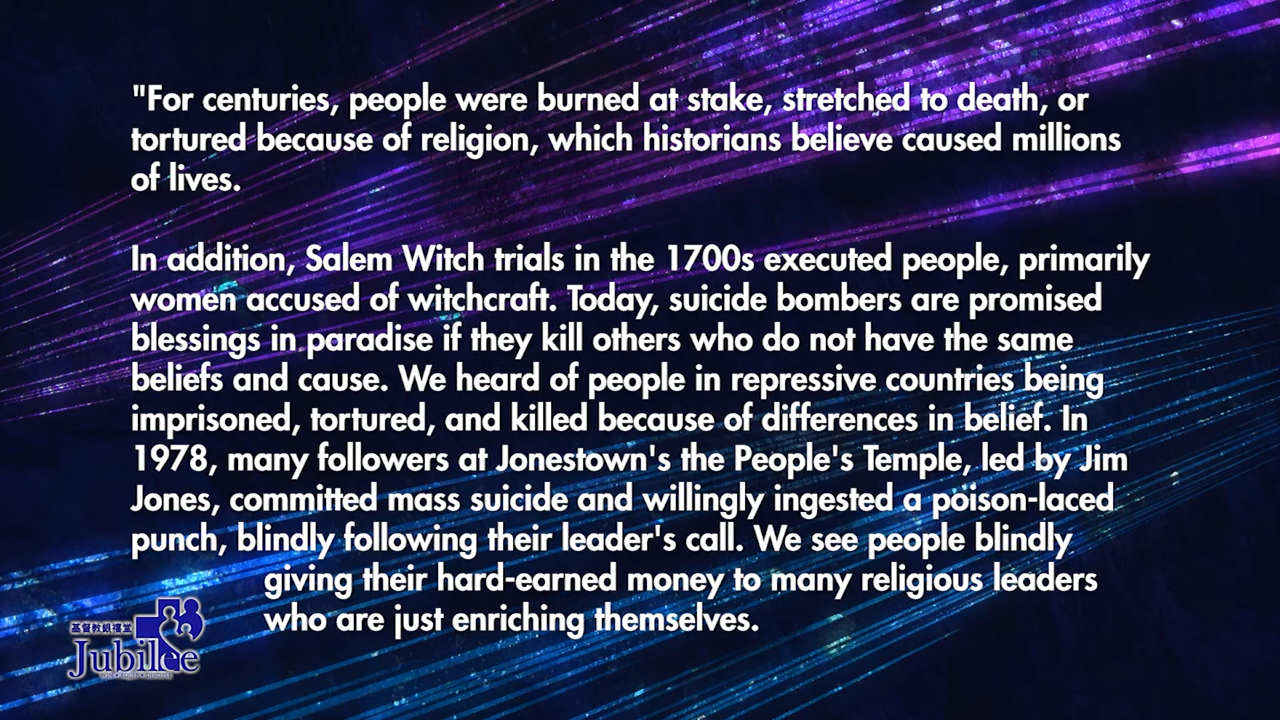 "For centuries, people were burned at stake, stretched to death, or
tortured because of religion, which historians believe caused millions
of lives.
In addition, Salem Witch trials in the 1700s executed people, primarily
women accused of witchcraft. Today, suicide bombers are promised
blessings in paradise if they kill others who do not have the same
beliefs and cause. We heard of people in repressive countries being
imprisoned, tortured, and killed because of differences in belief. In
1978, many followers at Jonestown's the People's Temple, led by Jim
Jones, committed mass suicide and willingly ingested a poison-laced
punch, blindly following their leader's call. We see people blindly
giving their hard-earned money to many religious leaders
who are just enriching themselves.
基督教銀禧堂
Jubilee